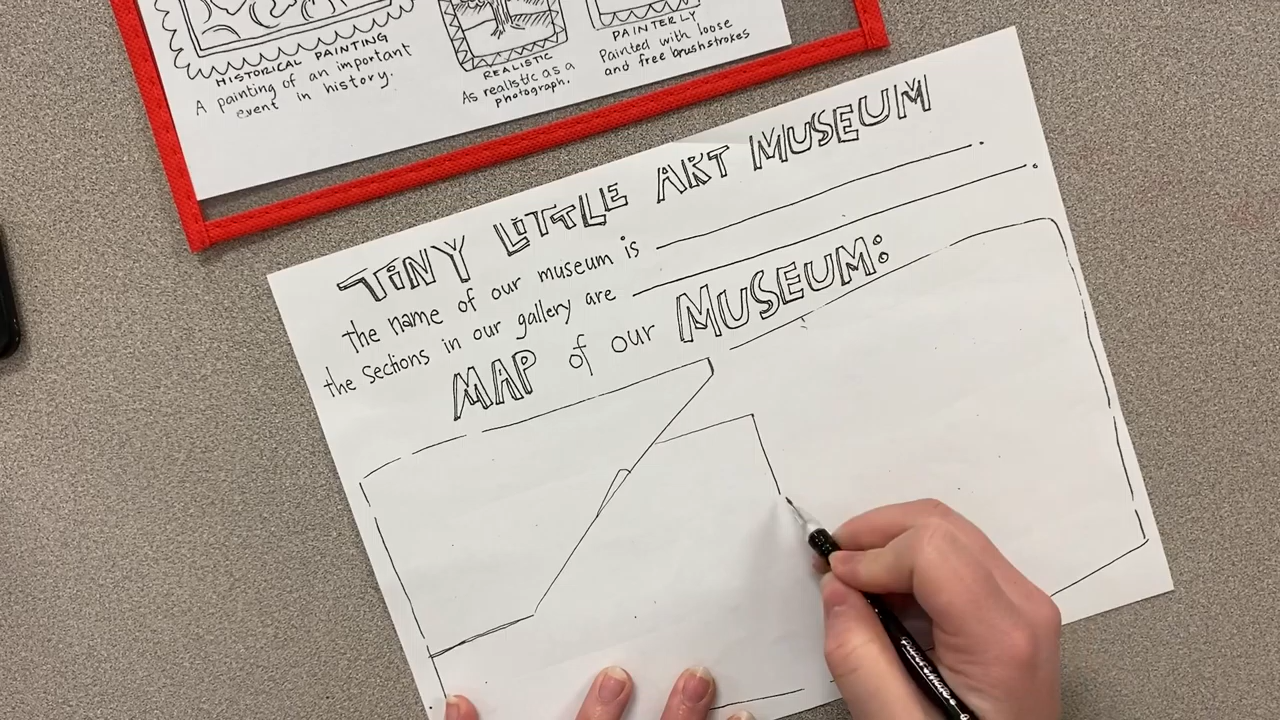 HISTORICAL PAINTING
A painting of an important
event in history.
REALISTIC
As realistic as a
photograph.
PAINTERLY
Painted with loose
and free brushstrokes
TINY LITTLE ART MUSEUM
the name of our museum is
the sections in our gallery are
MAP of our MUSEUM: